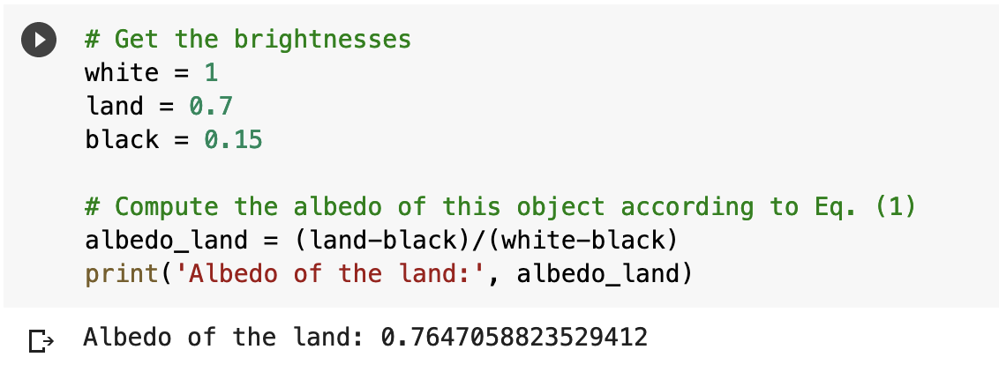 # Get the brightnesses
white = 1
land = 0.7
black = 0.15
# Compute the albedo of this object according to Eq. (1)
albedo_land = (land-black)/(white-black)
print('Albedo of the land:', albedo_land)
Albedo of the land: 0.7647058823529412